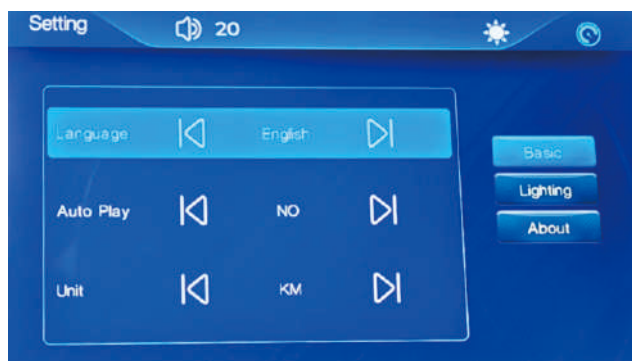 Setting 20
Language English
Basic
Auto Play NO
Lighting
About
Unit KM